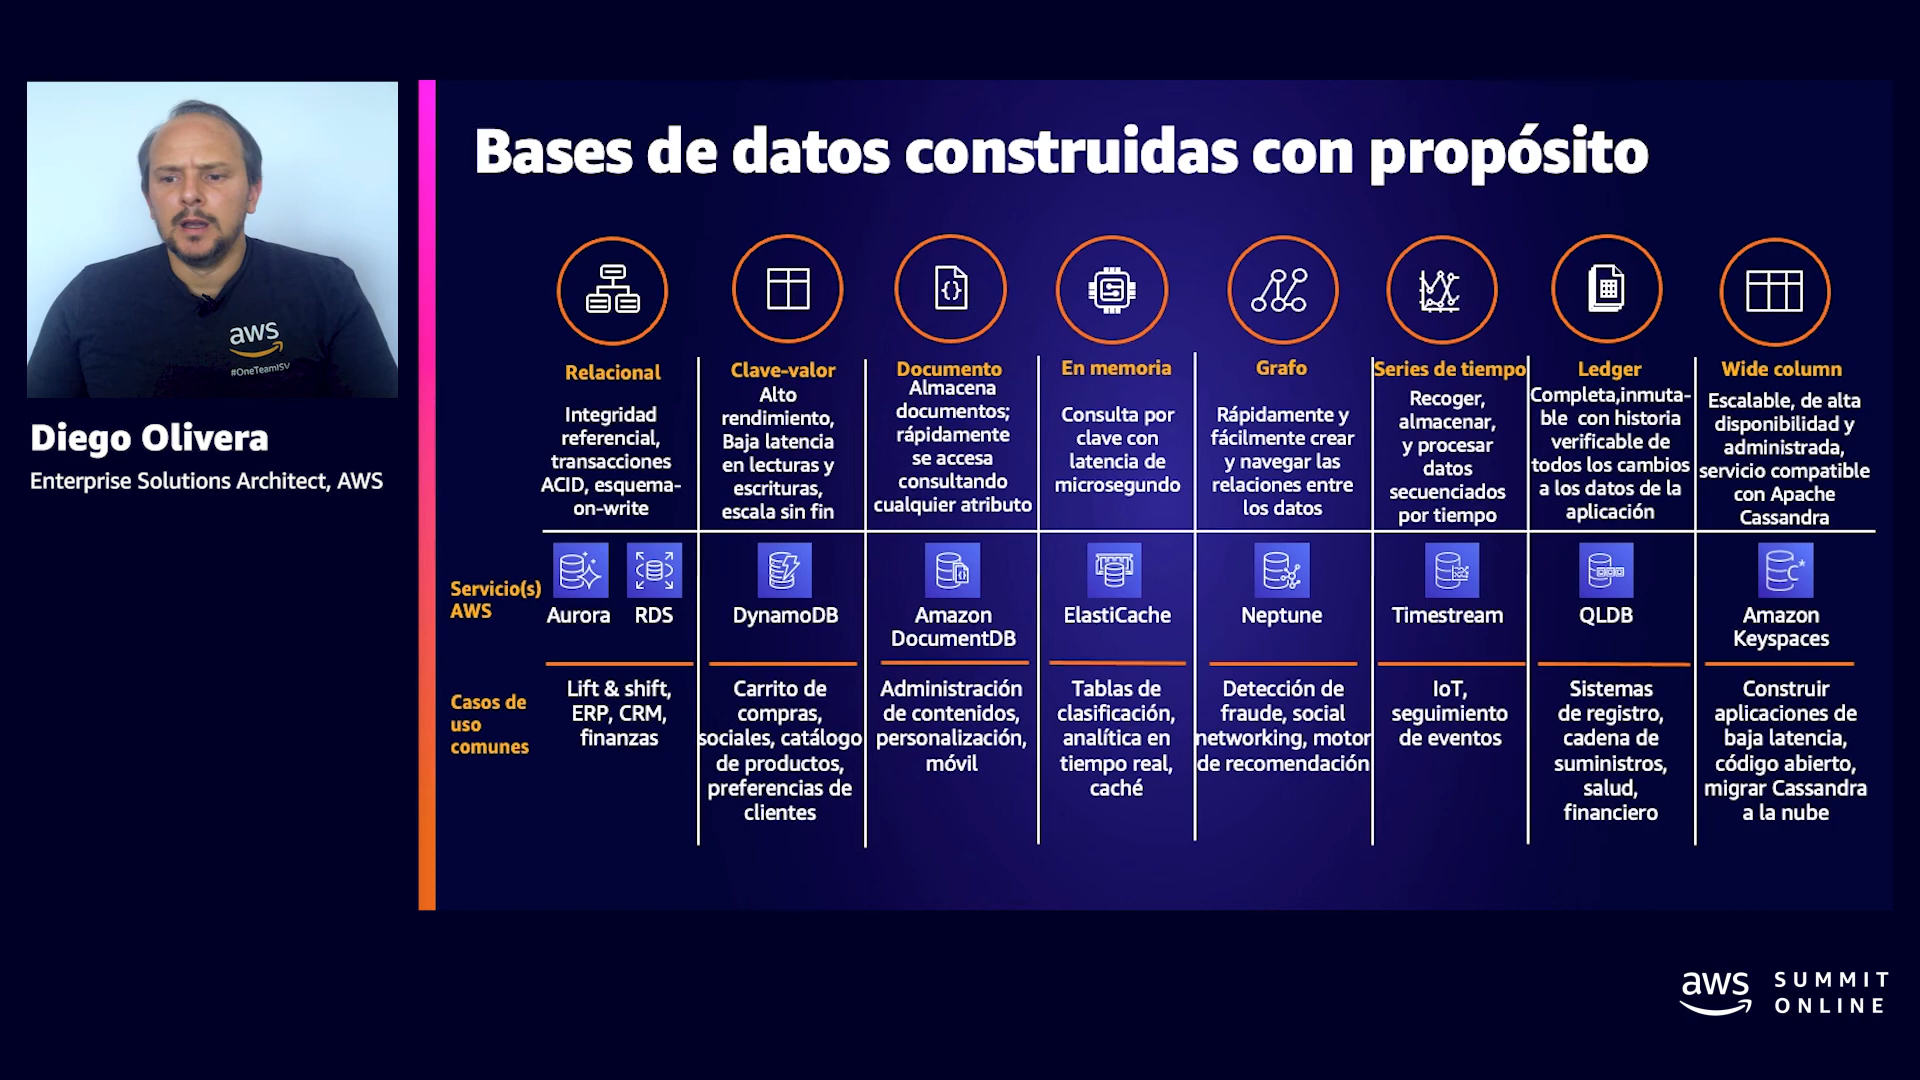 aws
#OneTeamISV
Diego Olivera
Enterprise Solutions Architect, AWS
Bases de datos construidas con propósito
Relacional
Integridad
referencial,
transacciones
ACID, esquema-
on-write
Clave-valor
Alto
rendimiento,
Baja latencia
en lecturas y
escrituras,
escala sin fin
Documento
Almacena
documentos;
rápidamente
se accesa
consultando
cualquier atributo
En memoria
Consulta por
clave con
latencia de
microsegundo
Grafo
Rápidamente y
fácilmente crear
y navegar las
relaciones entre
los datos
Series de tiempo
Recoger,
almacenar,
y procesar
datos
secuenciados
por tiempo
Ledger
Completa,inmuta-
ble con historia
verificable de
todos los cambios
a los datos de la
aplicación
Wide column
Escalable, de alta
disponibilidad y
administrada,
servicio compatible
con Apache
Cassandra
Servicio(s)
AWS
Aurora
RDS
DynamoDB
Amazon
DocumentDB
ElastiCache
Neptune
Timestream
QLDB
Amazon
Keyspaces
Casos de
uso
comunes
Lift & shift,
ERP, CRM,
finanzas
Carrito de
compras,
sociales, catálogo
de productos,
preferencias de
clientes
Administración
de contenidos,
personalización,
móvil
Tablas de
clasificación,
analítica en
tiempo real,
caché
Detección de
fraude, social
networking, motor
de recomendación
IoT,
seguimiento
de eventos
Sistemas
de registro,
cadena de
suministros,
salud,
financiero
Construir
aplicaciones de
baja latencia,
código abierto,
migrar Cassandra
a la nube
aws
SUMMIT
ONLINE